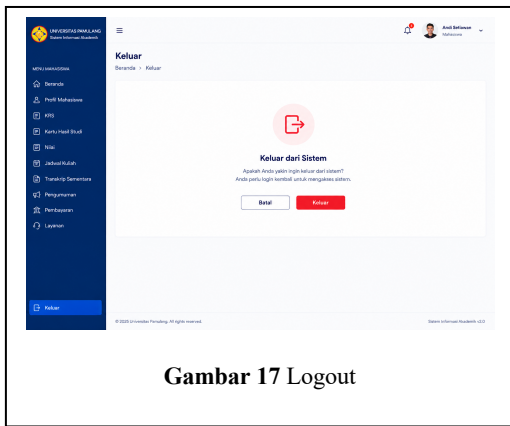 UNIVERSITAS PAMULANG
Sistem Informasi Akademik
Andi Setiawan
Mahasiswa
Keluar
Beranda > Keluar
MENU MAHASISWA
Beranda
Profil Mahasiswa
KRS
Kartu Hasil Studi
Nilai
Jadwal Kuliah
Transkrip Sementara
Pengumuman
Pembayaran
Layanan
Keluar
Keluar dari Sistem
Apakah Anda yakin ingin keluar dari sistem?
Anda perlu login kembali untuk mengakses sistem.
Batal
Keluar
© 2025 Universitas Pamulang. All rights reserved.
Sistem Informasi Akademik v2.0
Gambar 17 Logout